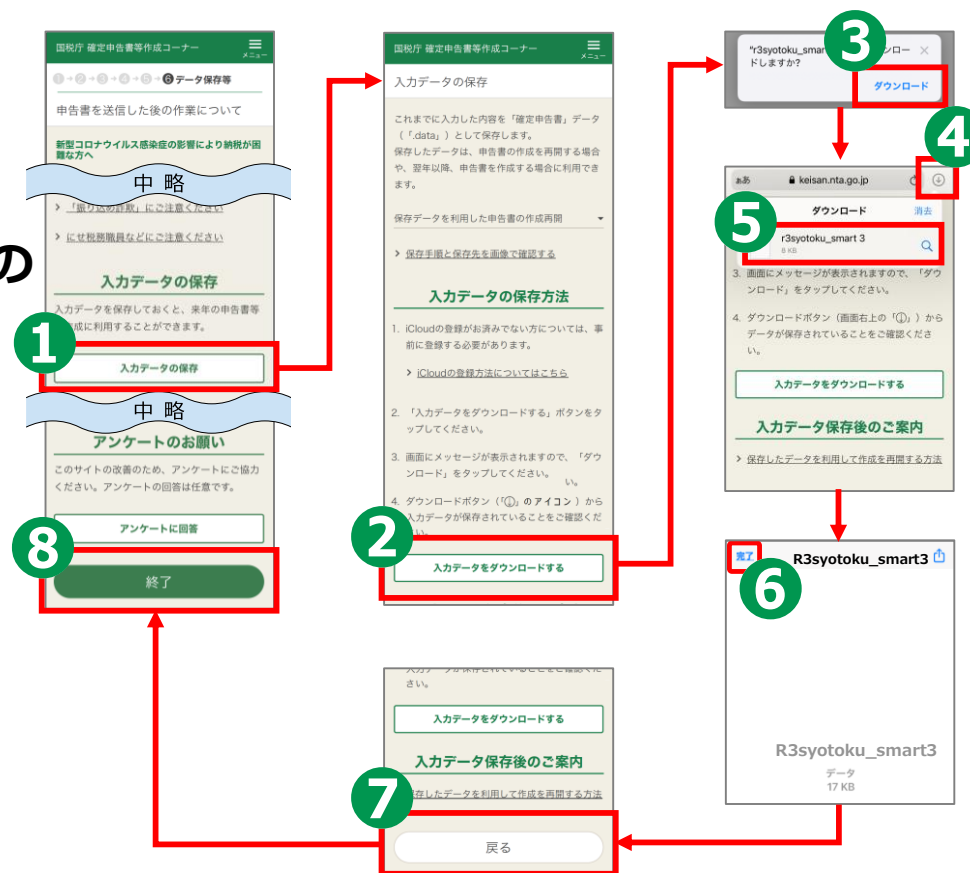 の
国税庁 確定申告書等作成コーナー
メニュー
❶→❷→❸→❹→❺→❻データ保存等
申告書を送信した後の作業について
新型コロナウイルス感染症の影響により納税が困
難な方へ
中 略
> 「振り込め詐欺」にご注意ください
> にせ税務職員などにご注意ください
入力データの保存
入力データを保存しておくと、来年の申告書等
成に利用することができます。
1
入力データの保存
中 略
アンケートのお願い
このサイトの改善のため、アンケートにご協力
ください。アンケートの回答は任意です。
アンケートに回答
8
終了
国税庁 確定申告書等作成コーナー
メニュー
入力データの保存
これまでに入力した内容を「確定申告書」データ
(「.data」)として保存します。
保存したデータは、申告書の作成を再開する場合
や、翌年以降、申告書を作成する場合に利用でき
ます。
保存データを利用した申告書の作成再開
> 保存手順と保存先を画像で確認する
入力データの保存方法
1. iCloudの登録がお済みでない方については、事
前に登録する必要があります。
> iCloudの登録方法についてはこちら
2. 「入力データをダウンロードする」ボタンをタ
ップしてください。
3. 画面にメッセージが表示されますので、「ダウ
ンロード」をタップしてください。
い。
4. ダウンロードボタン(「」のアイコン)から
入力データが保存されていることをご確認くだ
い。
2
入力データをダウンロードする
"r3syotoku_smar
ンロー ×
ドしますか?
3
ダウンロード
4
ぁあ
keisan.nta.go.jp
ダウンロード
消去
5
r3syotoku_smart 3
8 KB
3. 画面にメッセージが表示されますので、「ダウ
ンロード」をタップしてください。
4. ダウンロードボタン(画面右上の「」)から
データが保存されていることをご確認くださ
い。
入力データをダウンロードする
入力データ保存後のご案内
> 保存したデータを利用して作成を再開する方法
完了
R3syotoku_smart3
6
R3syotoku_smart3
データ
17 KB
さい。
入力データをダウンロードする
入力データ保存後のご案内
存したデータを利用して作成を再開する方法
7
戻る